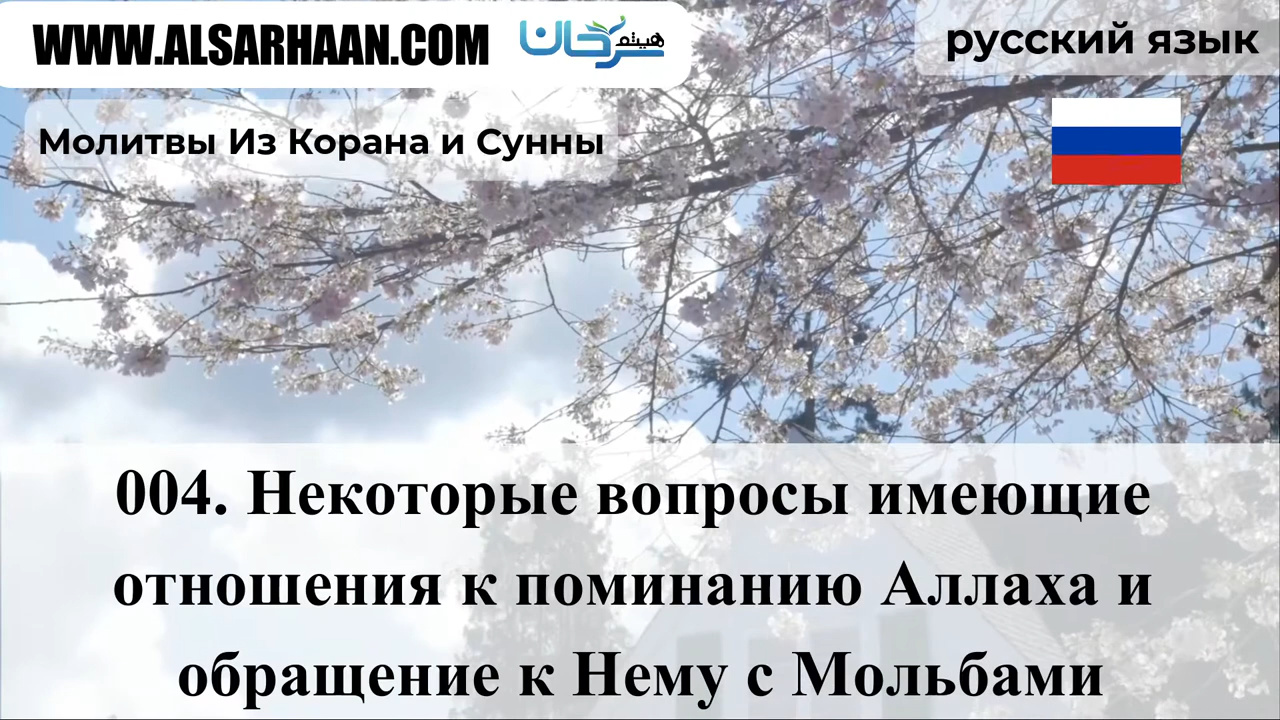 WWW.ALSARHAAN.COM
هيثم سرحان
русский язык
Молитвы Из Корана и Сунны
004. Некоторые вопросы имеющие
отношения к поминанию Аллаха и
обращение к Нему с Мольбами